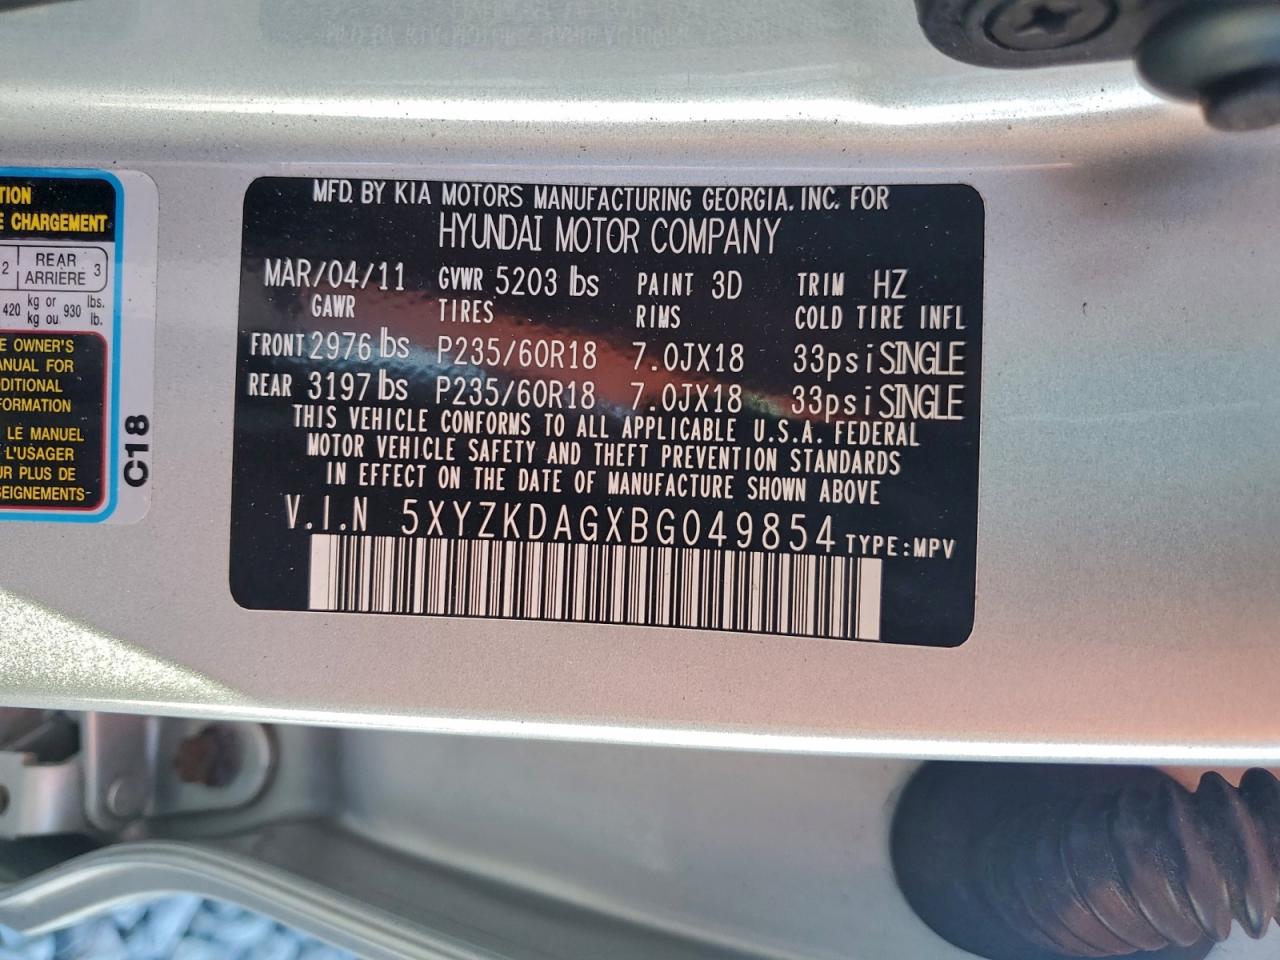 TION
E CHARGEMENT
2 REAR ARRIÈRE 3
420 kg or kg ou 930 lbs. lb.
E OWNER'S
ANUAL FOR
DDITIONAL
FORMATION
LE MANUEL
L'USAGER
UR PLUS DE
SEIGNEMENTS
C18
MFD. BY KIA MOTORS MANUFACTURING GEORGIA, INC. FOR
HYUNDAI MOTOR COMPANY
MAR/04/11 GVWR 5203 lbs PAINT 3D TRIM HZ
GAWR TIRES RIMS COLD TIRE INFL
FRONT 2976 lbs P235/60R18 7.0JX18 33psi SINGLE
REAR 3197 lbs P235/60R18 7.0JX18 33psi SINGLE
THIS VEHICLE CONFORMS TO ALL APPLICABLE U.S.A. FEDERAL
MOTOR VEHICLE SAFETY AND THEFT PREVENTION STANDARDS
IN EFFECT ON THE DATE OF MANUFACTURE SHOWN ABOVE
V.I.N 5XYZKDAGXBG049854 TYPE:MPV